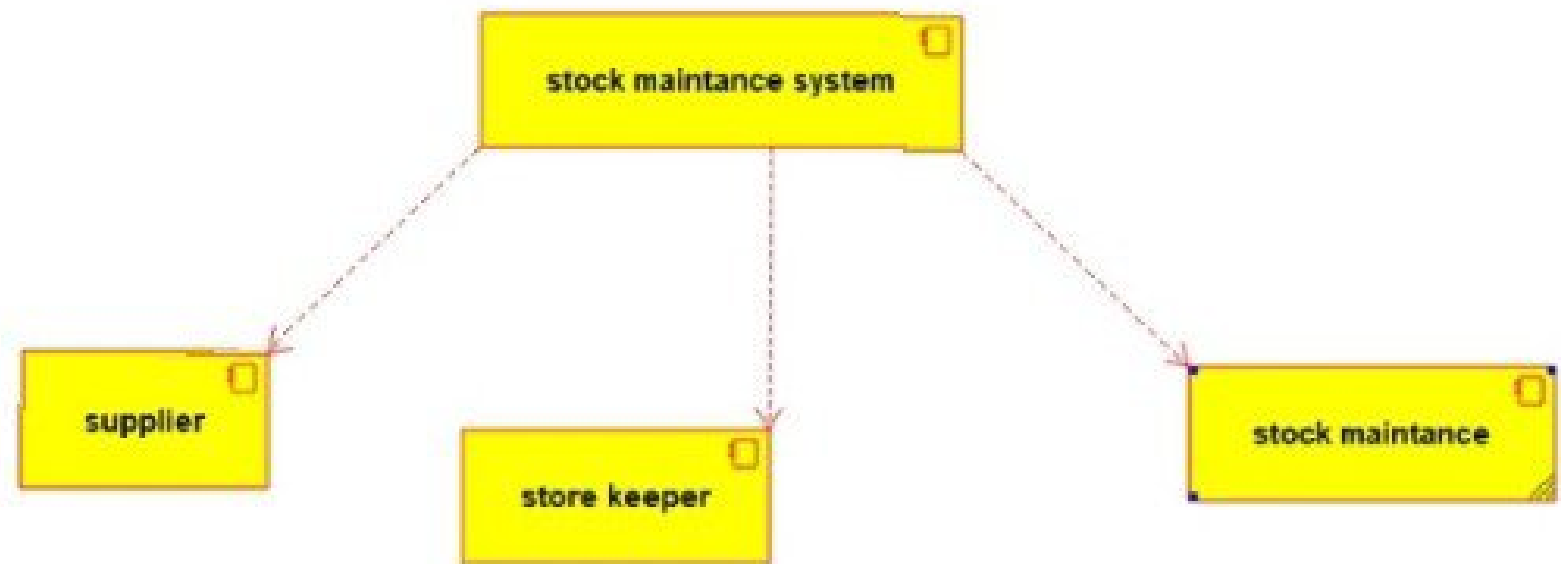 stock maintance system
supplier
store keeper
stock maintance